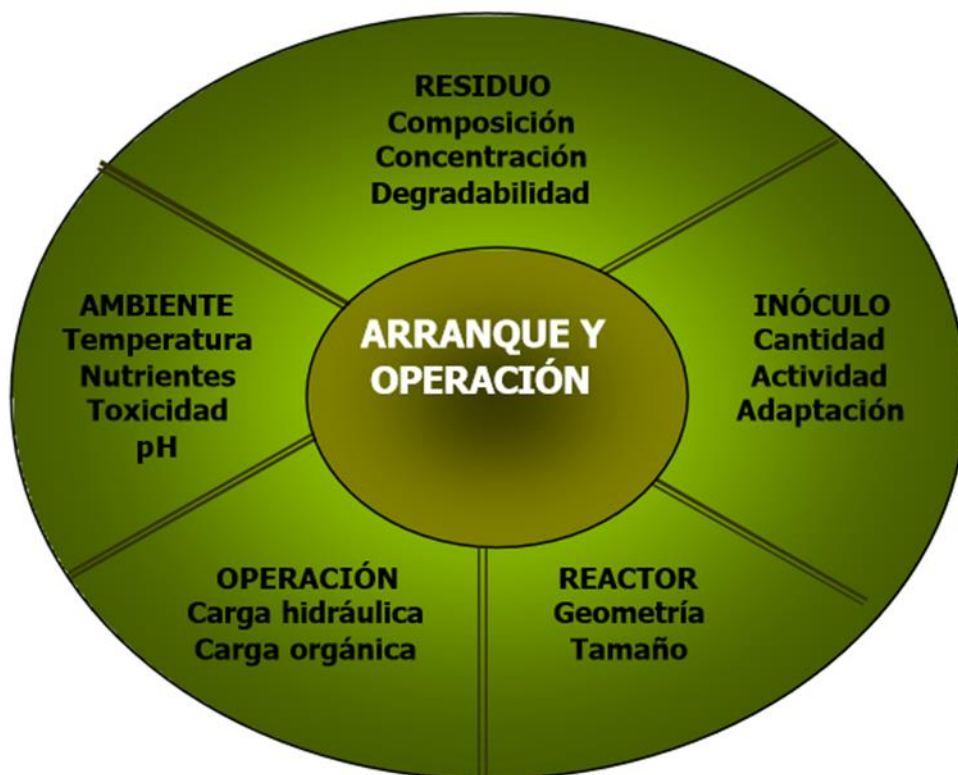 RESIDUO
Composición
Concentración
Degradabilidad
AMBIENTE
Temperatura
Nutrientes
Toxicidad
pH
ARRANQUE Y
OPERACIÓN
INÓCULO
Cantidad
Actividad
Adaptación
OPERACIÓN
Carga hidráulica
Carga orgánica
REACTOR
Geometría
Tamaño